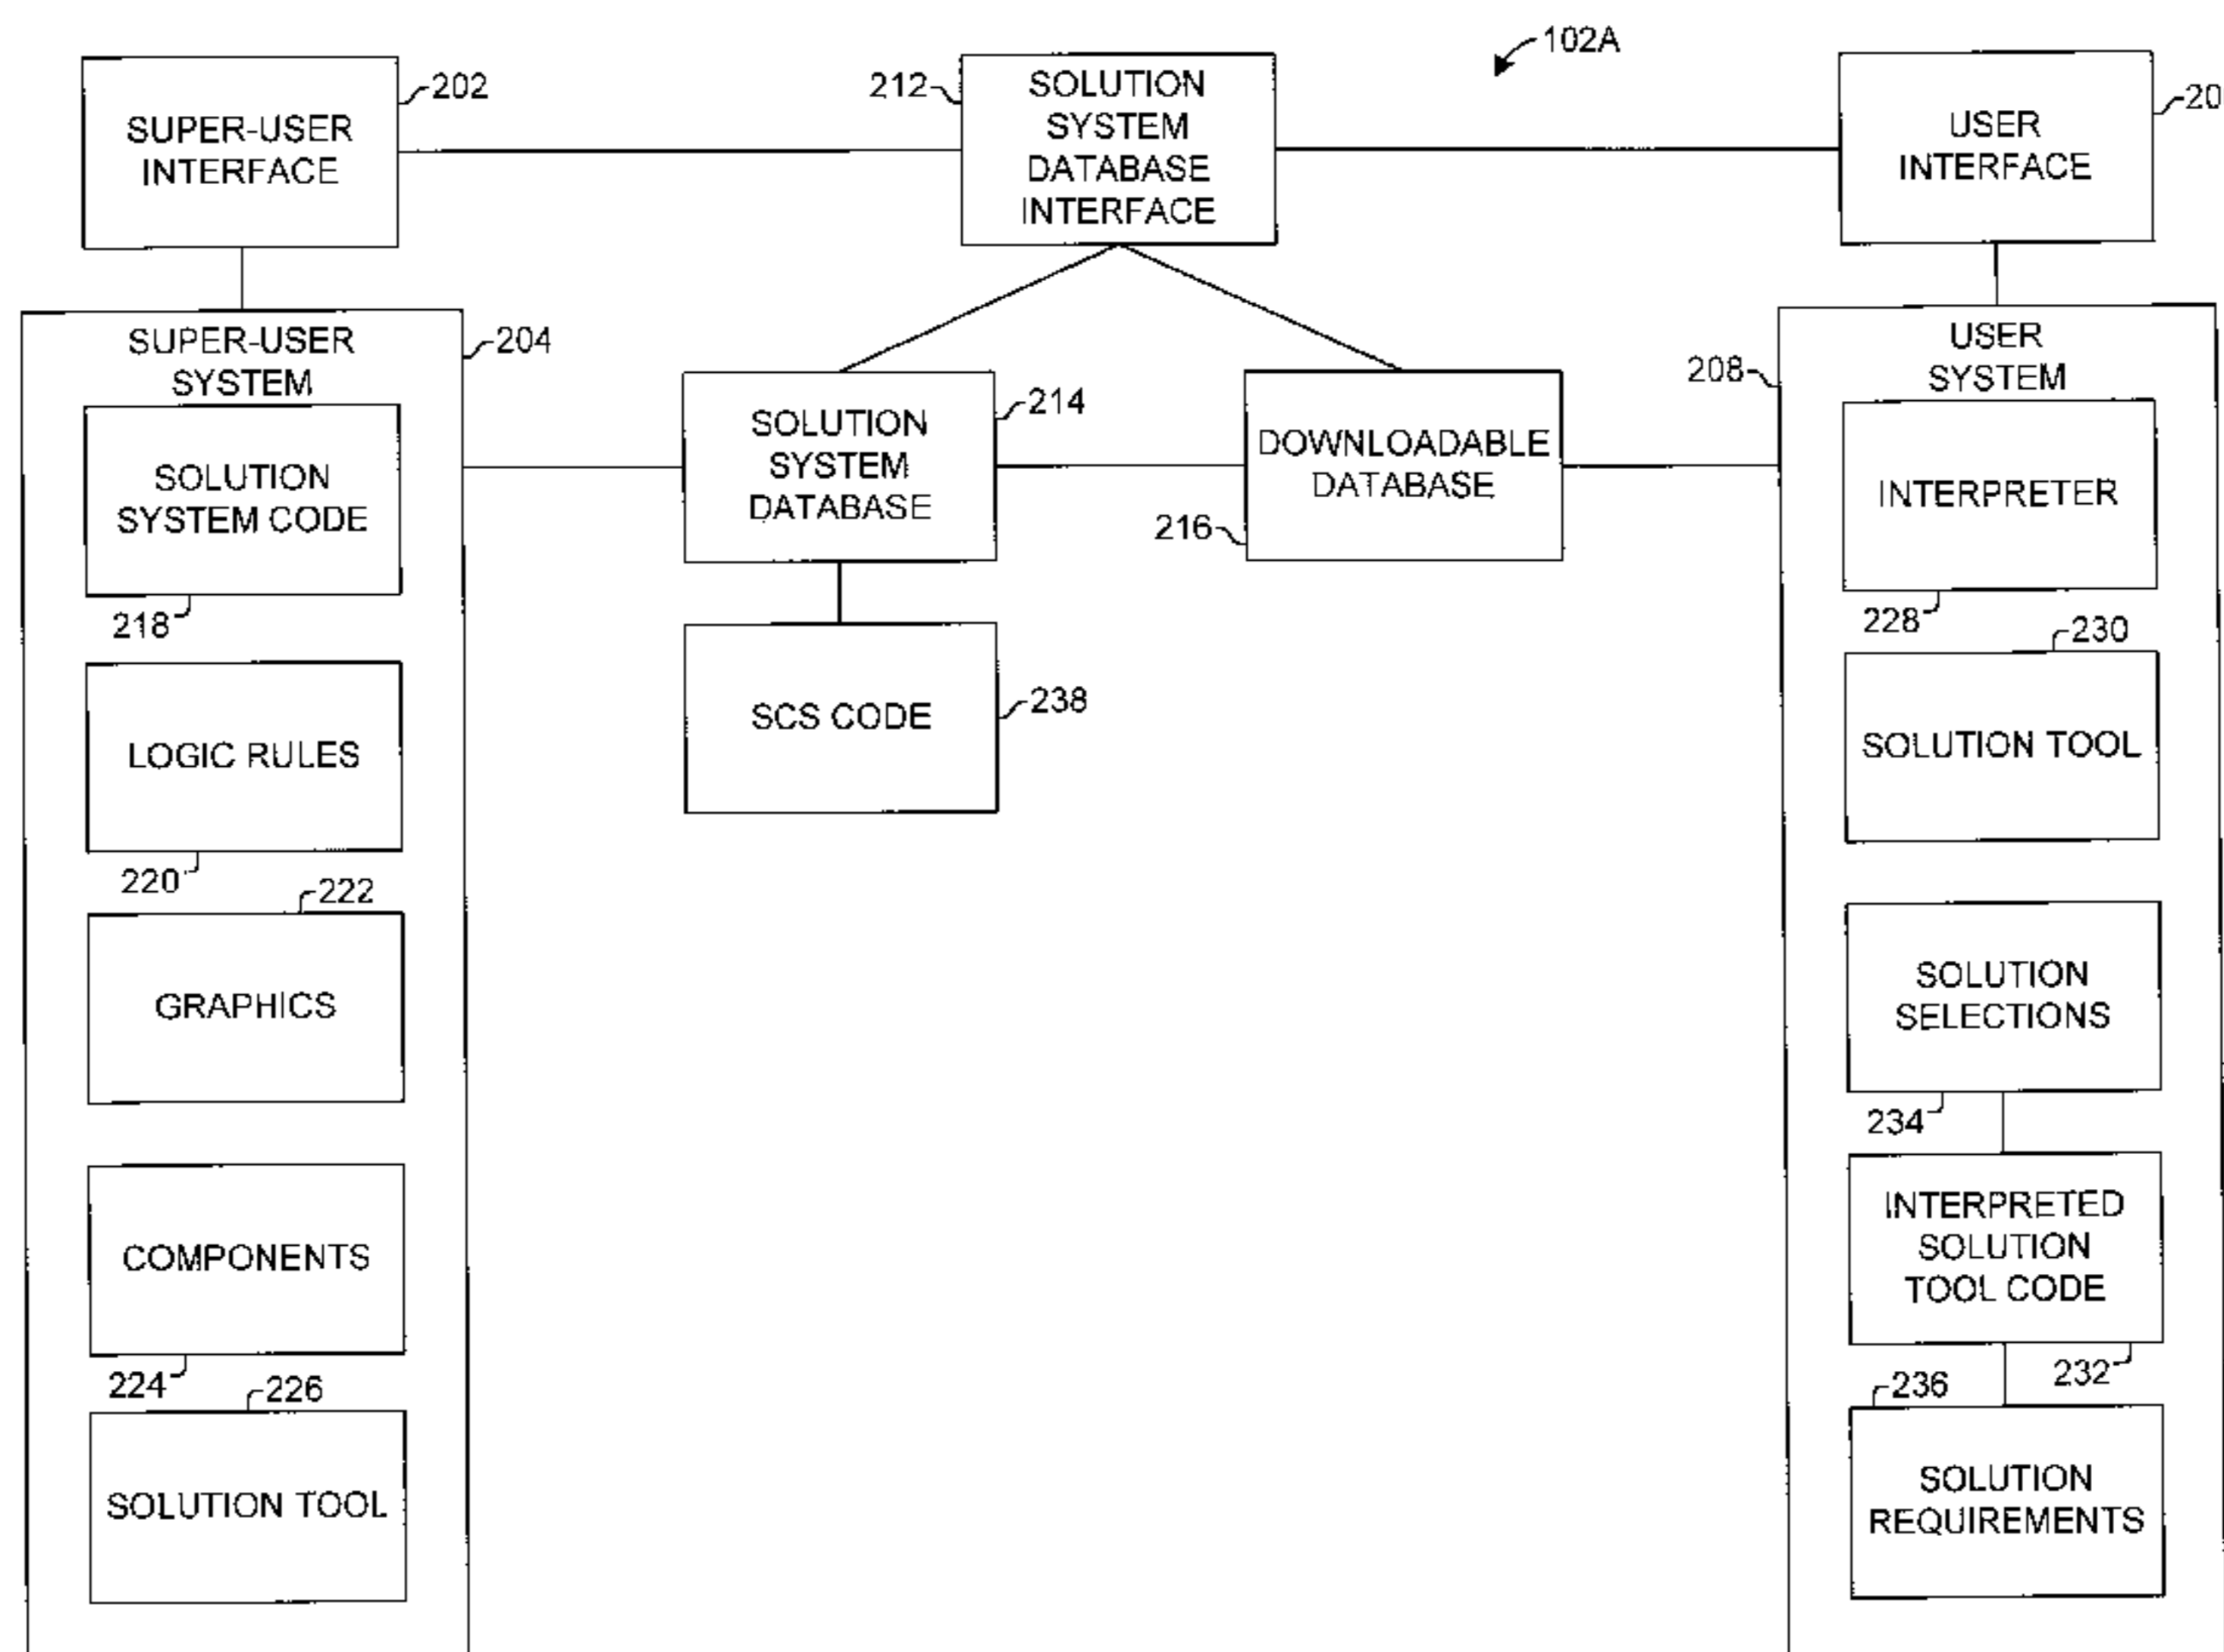 102A
SUPER-USER
INTERFACE
202
212
SOLUTION
SYSTEM
DATABASE
INTERFACE
USER
INTERFACE
20
SUPER-USER
SYSTEM
204
SOLUTION
SYSTEM CODE
218
LOGIC RULES
220
222
GRAPHICS
COMPONENTS
224
226
SOLUTION TOOL
SOLUTION
SYSTEM
DATABASE
214
DOWNLOADABLE
DATABASE
216
SCS CODE
238
208
USER
SYSTEM
INTERPRETER
228
230
SOLUTION TOOL
SOLUTION
SELECTIONS
234
INTERPRETED
SOLUTION
TOOL CODE
232
236
SOLUTION
REQUIREMENTS